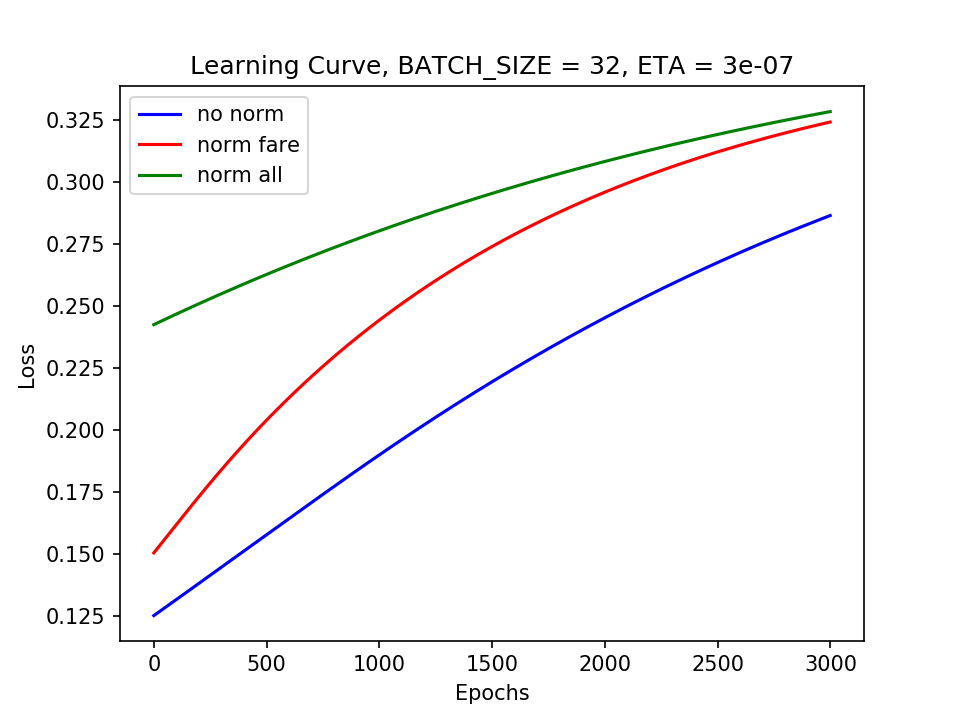 Learning Curve, BATCH_SIZE = 32, ETA = 3e-07
no norm
norm fare
norm all
Loss
0.325
0.300
0.275
0.250
0.225
0.200
0.175
0.150
0.125
0 500 1000 1500 2000 2500 3000
Epochs